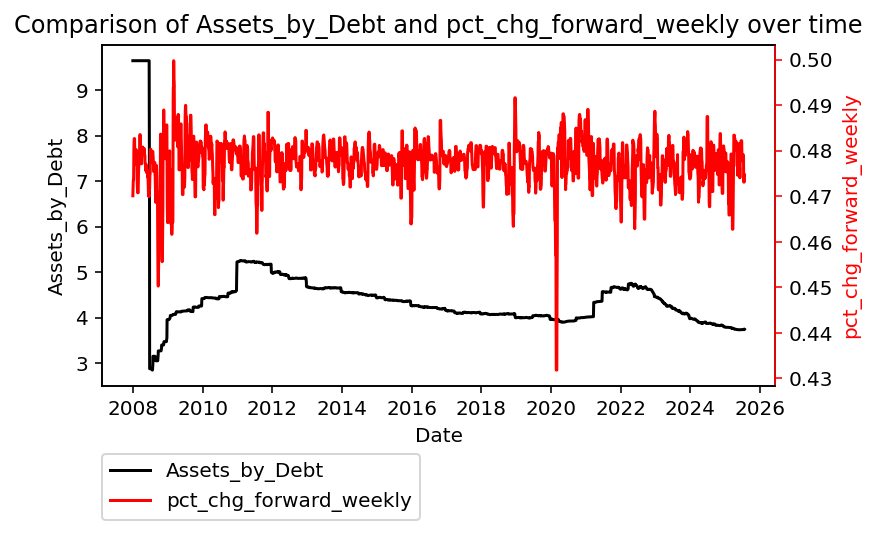 Comparison of Assets_by_Debt and pct_chg_forward_weekly over time
9
8
7
6
5
4
3
Assets_by_Debt
0.50
0.49
0.48
0.47
0.46
0.45
0.44
0.43
pct_chg_forward_weekly
2008 2010 2012 2014 2016 2018 2020 2022 2024 2026
Date
Assets_by_Debt
pct_chg_forward_weekly